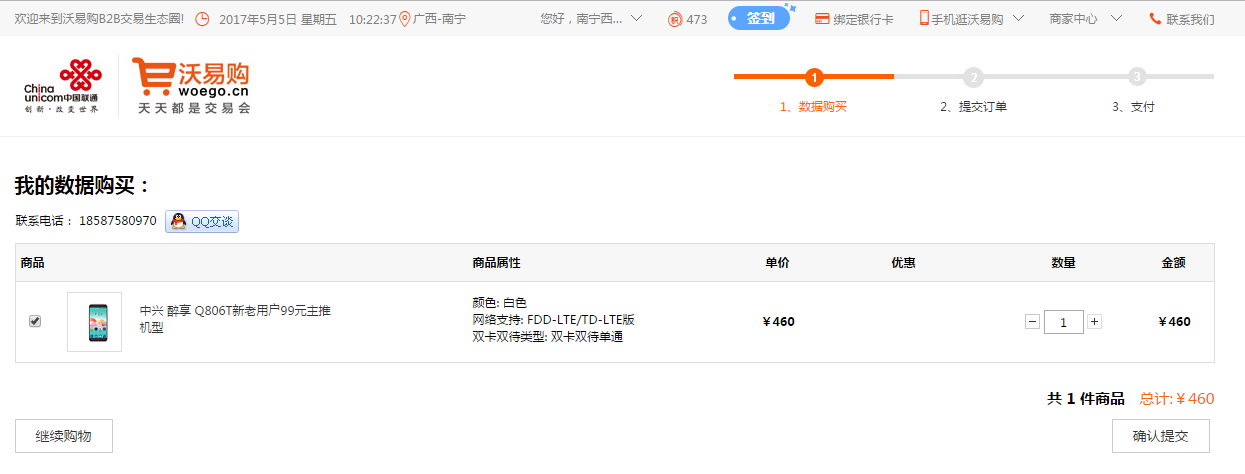 欢迎来到沃易购B2B交易生态圈! 2017年5月5日 星期五 10:22:37 广西-南宁 您好，南宁西... 473 签到 绑定银行卡 手机逛沃易购 商家中心 联系我们
China unicom中国联通
创新·改变世界
沃易购
woego.cn
天天都是交易会
1 2 3
1、数据购买 2、提交订单 3、支付
我的数据购买：
联系电话： 18587580970 QQ交谈
商品 商品属性 单价 优惠 数量 金额
中兴 醉享 Q806T新老用户99元主推
机型
颜色: 白色
网络支持: FDD-LTE/TD-LTE版
双卡双待类型: 双卡双待单通
￥460 1 ￥460
共 1 件商品 总计:￥460
继续购物 确认提交